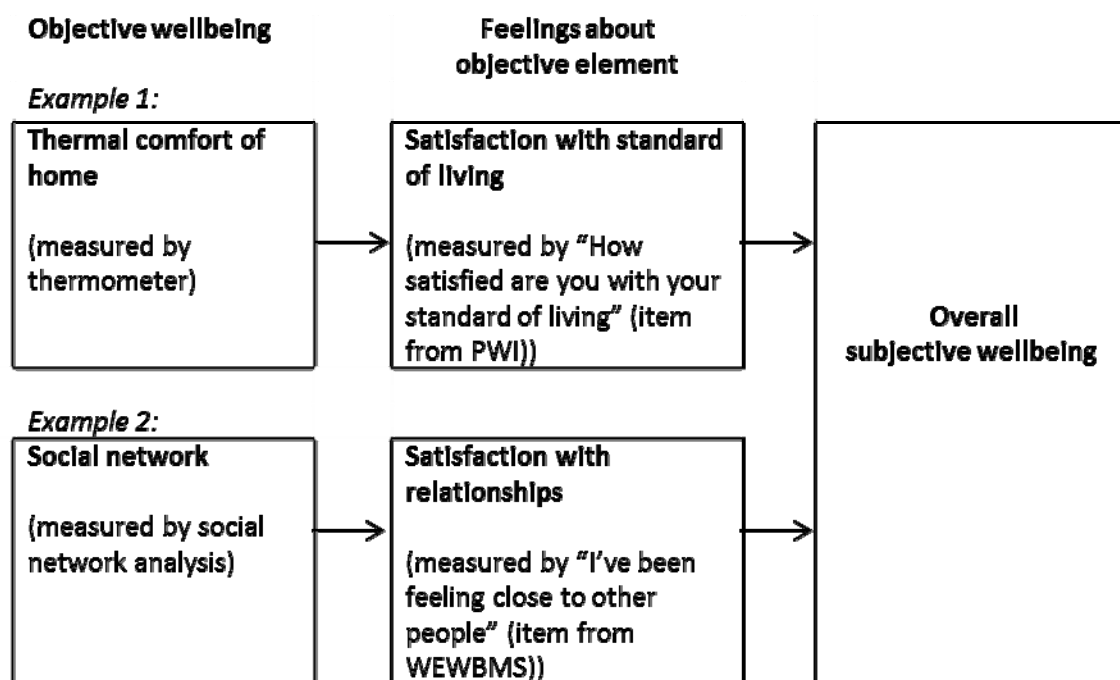 Objective wellbeing
Feelings about
objective element
Example 1:
Thermal comfort of
home
(measured by
thermometer)
Satisfaction with standard
of living
(measured by “How
satisfied are you with your
standard of living” (item
from PWI))
Overall
subjective wellbeing
Example 2:
Social network
(measured by social
network analysis)
Satisfaction with
relationships
(measured by “I’ve been
feeling close to other
people” (item from
WEWBMS))